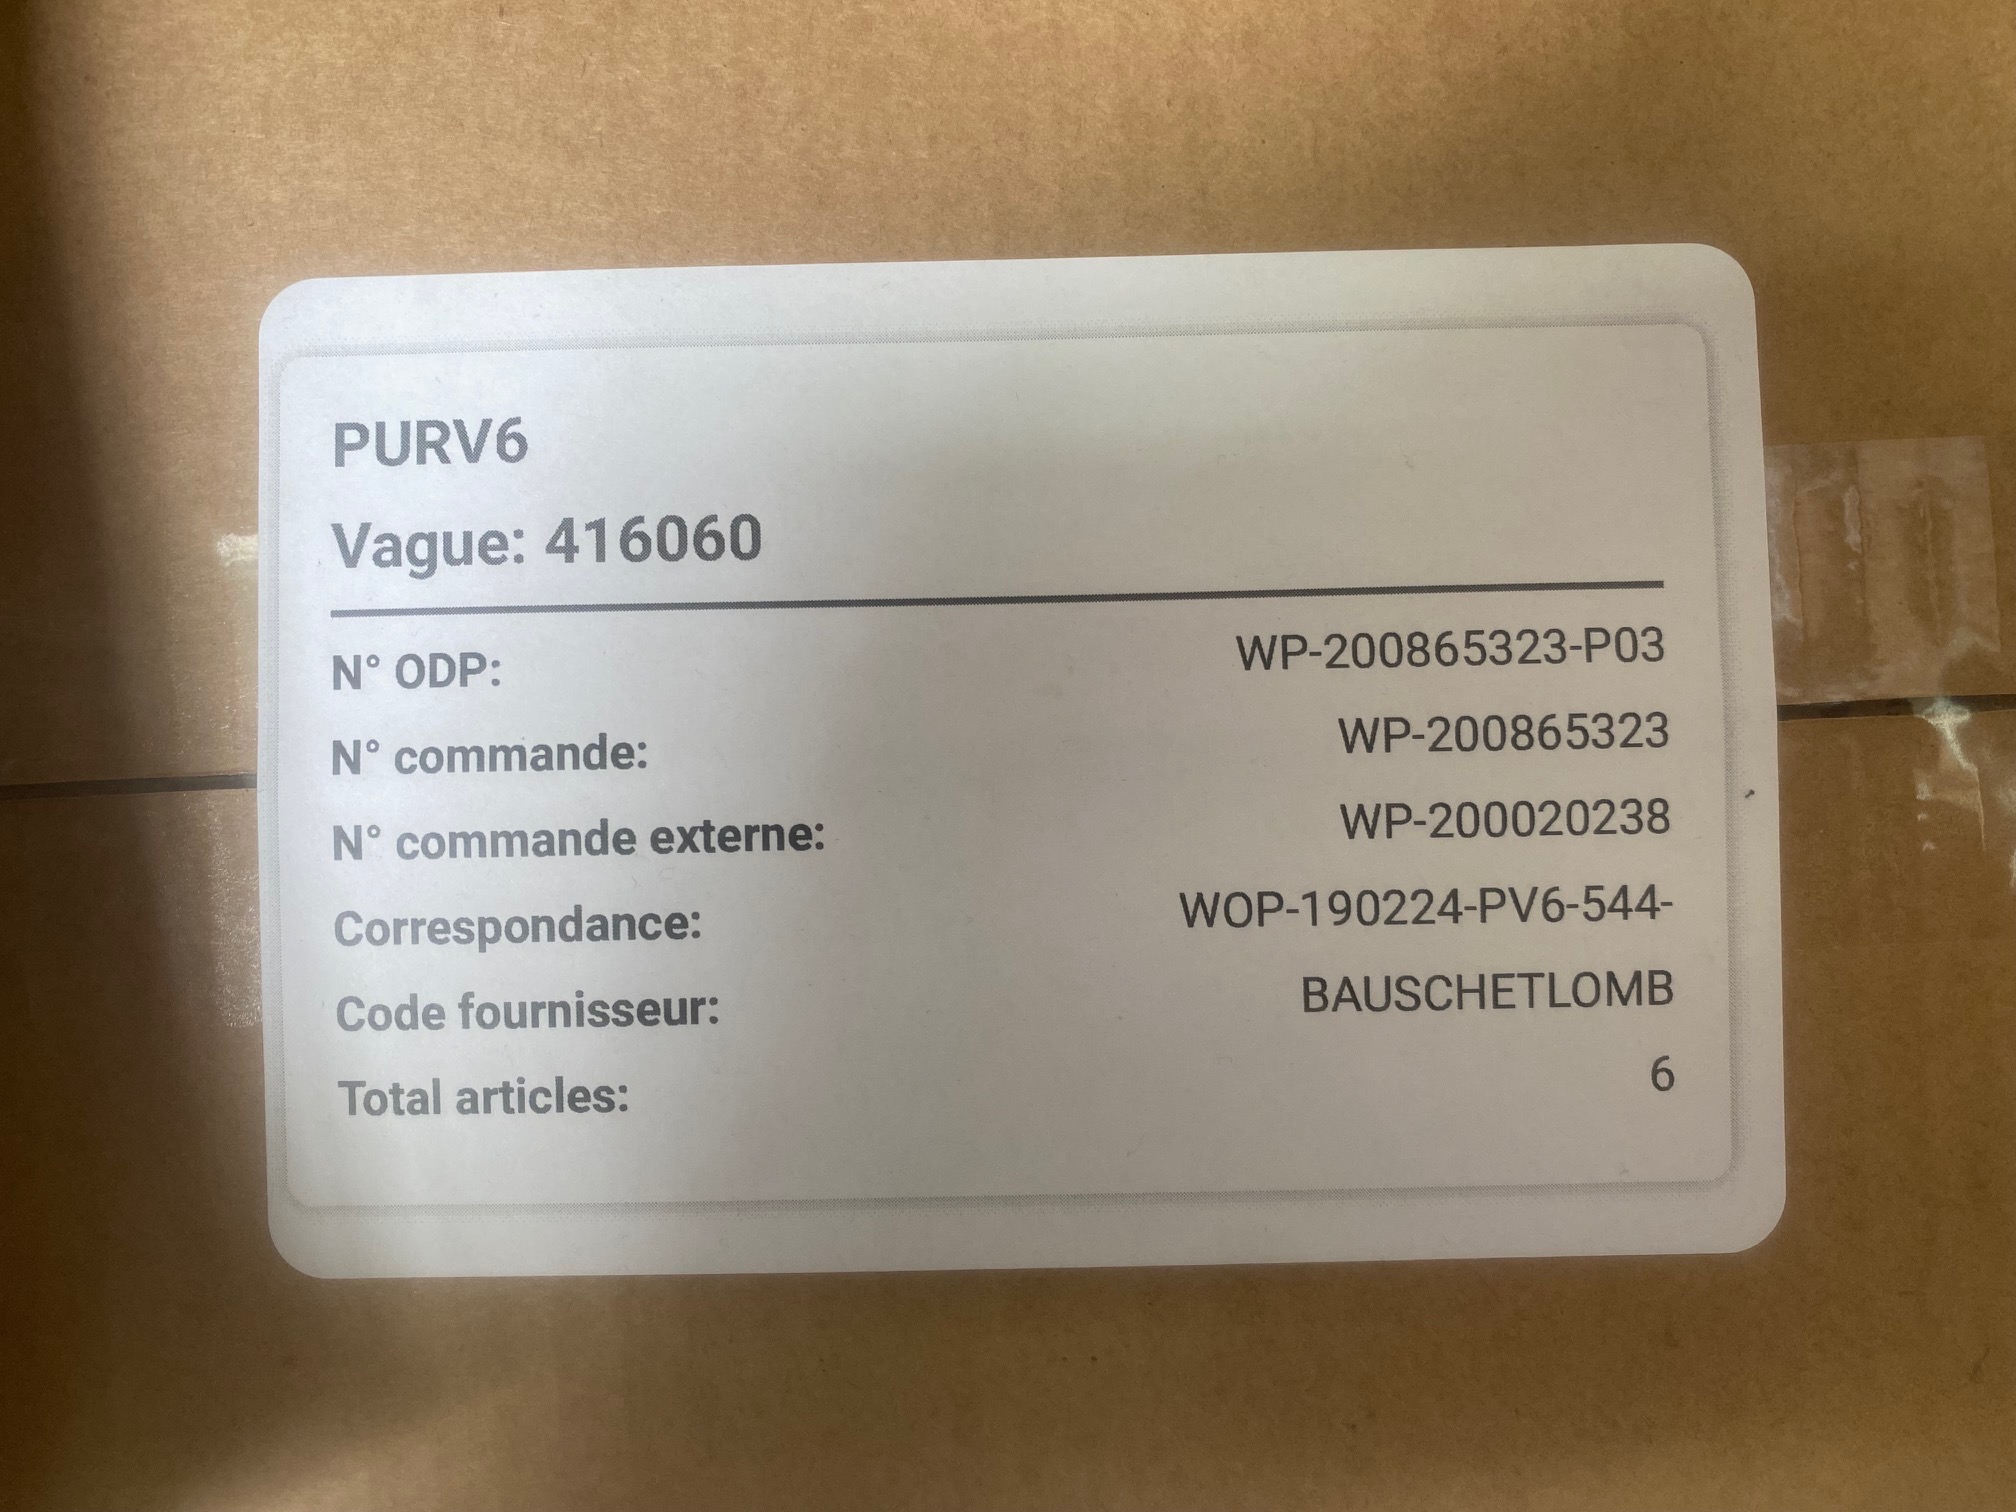 PURV6
Vague: 416060
N° ODP: WP-200865323-P03
N° commande: WP-200865323
N° commande externe: WP-200020238
Correspondance: WOP-190224-PV6-544-
Code fournisseur: BAUSCHETLOMB
Total articles: 6